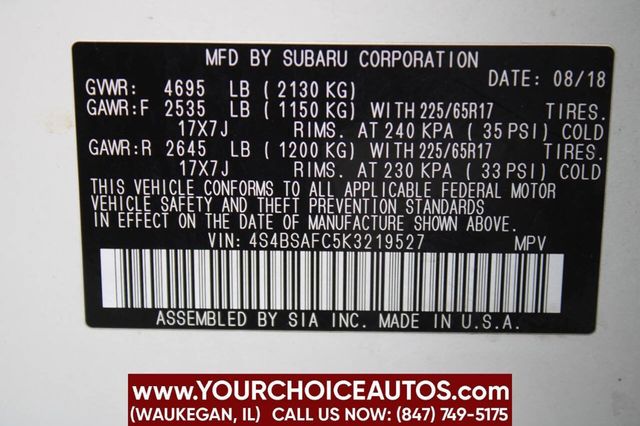 MFD BY SUBARU CORPORATION
DATE: 08/18
GVWR: 4695 LB ( 2130 KG)
GAWR:F 2535 LB ( 1150 KG) WITH 225/65R17 TIRES.
17X7J RIMS. AT 240 KPA ( 35 PSI) COLD
GAWR:R 2645 LB ( 1200 KG) WITH 225/65R17 TIRES.
17X7J RIMS. AT 230 KPA ( 33 PSI) COLD
THIS VEHICLE CONFORMS TO ALL APPLICABLE FEDERAL MOTOR
VEHICLE SAFETY AND THEFT PREVENTION STANDARDS
IN EFFECT ON THE DATE OF MANUFACTURE SHOWN ABOVE.
VIN: 4S4BSAFC5K3219527 MPV
ASSEMBLED BY SIA INC. MADE IN U.S.A.
WWW.YOURCHOICEAUTOS.COM
(WAUKEGAN, IL) CALL US NOW: (847) 749-5175